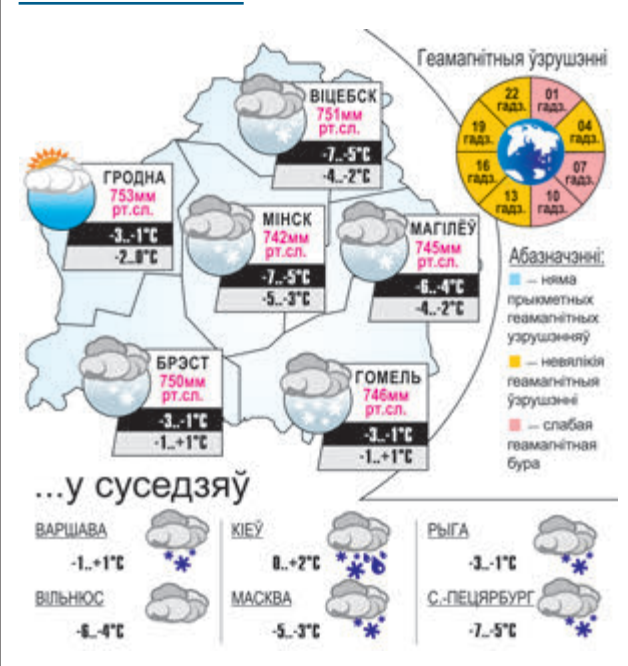 Геамагнітныя ўзрушэнні
22 гадз.
01 гадз.
04 гадз.
07 гадз.
10 гадз.
13 гадз.
16 гадз.
19 гадз.
ВІЦЕБСК
751мм
рт.сл.
-7..-5°С
-4..-2°С
ГРОДНА
753мм
рт.сл.
-3..-1°С
-2..0°С
МІНСК
742мм
рт.сл.
-7..-5°С
-5..-3°С
МАГІЛЁЎ
745мм
рт.сл.
-6..-4°С
-4..-2°С
БРЭСТ
750мм
рт.сл.
-3..-1°С
-1..+1°С
ГОМЕЛЬ
746мм
рт.сл.
-3..-1°С
-1..+1°С
Абазначэнні:
— няма
прыкметных
геамагнітных
узрушэнняў
— невялікія
геамагнітныя
ўзрушэнні
— слабая
геамагнітная
бура
...у суседзяў
ВАРШАВА
-1..+1°С
КІЕЎ
0..+2°С
РЫГА
-3..-1°С
ВІЛЬНЮС
-6..-4°С
МАСКВА
-5..-3°С
С.-ПЕЦЯРБУРГ
-7..-5°С